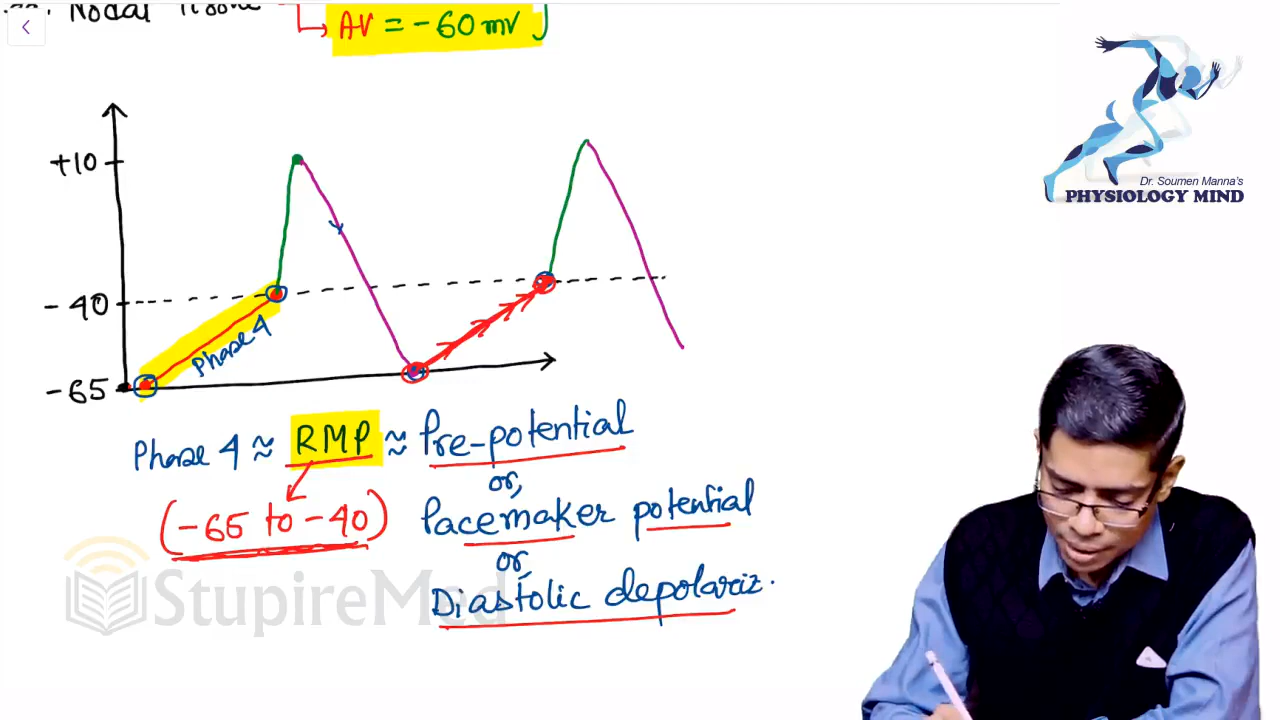 Nodal Tissue
AV = -60 mv
+10
-40
-65
Phase 4
Phase 4 ≈ RMP ≈ Pre-potential
or,
(-65 to -40) Pacemaker potential
or
Diastolic depolariz.
StupireMed
Dr. Soumen Manna's
PHYSIOLOGY MIND